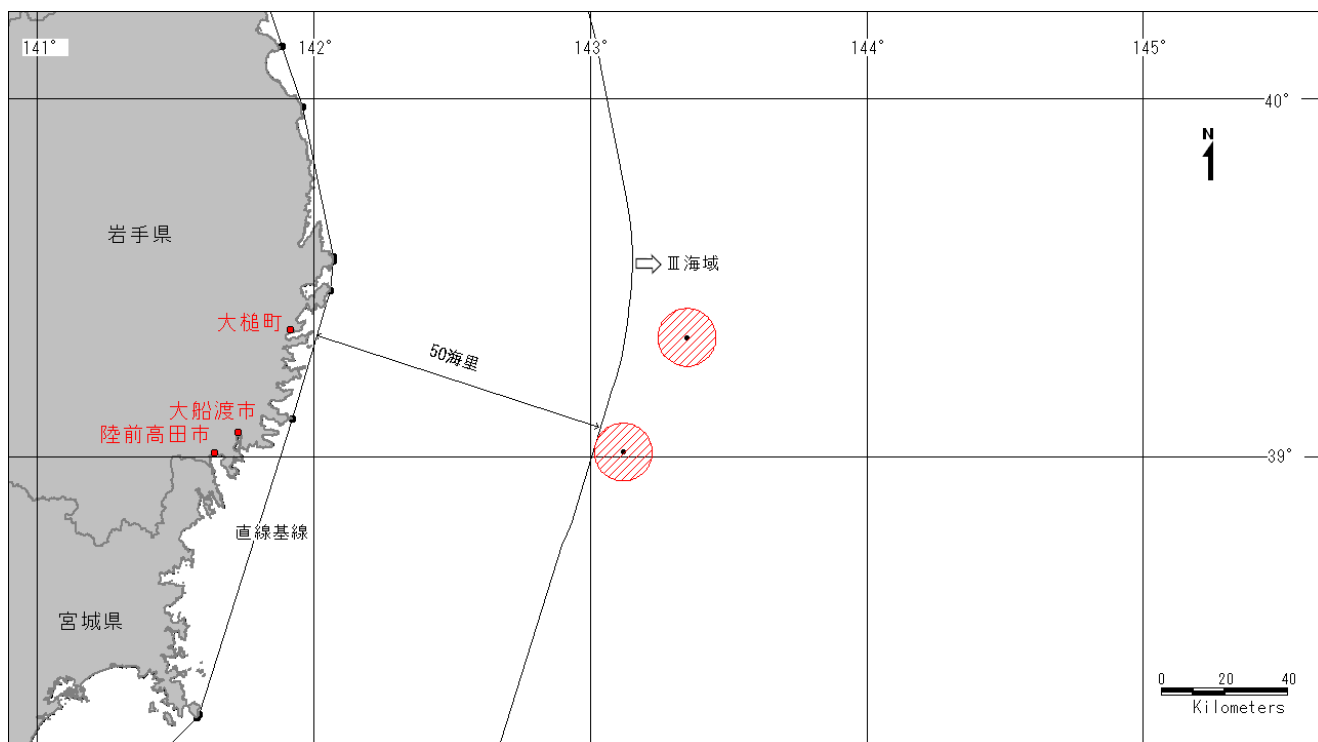 141°
142°
143°
144°
145°
40°
N
岩手県
Ⅲ海域
大槌町
50海里
大船渡市
陸前高田市
39°
直線基線
宮城県
0 20 40
Kilometers